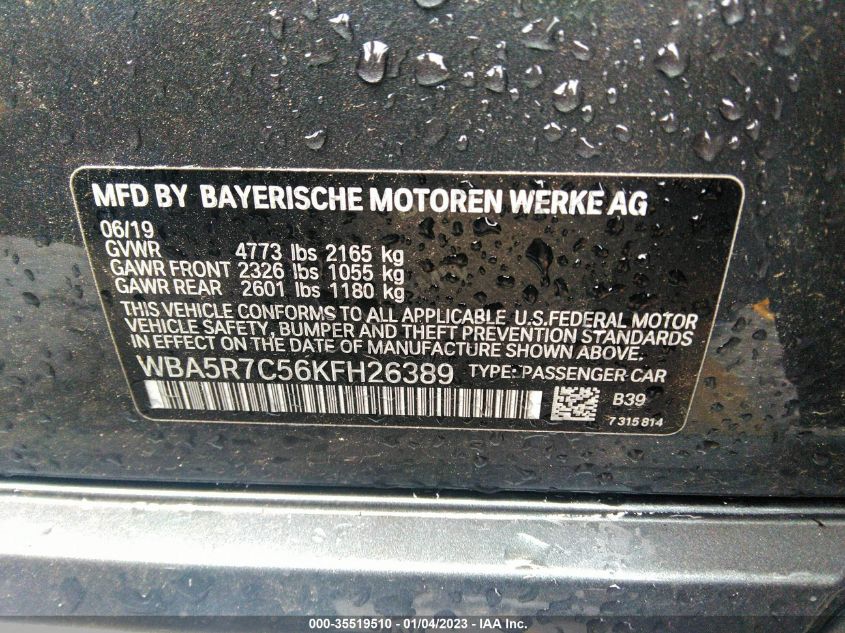 MFD BY BAYERISCHE MOTOREN WERKE AG
06/19
GVWR 4773 lbs 2165 kg
GAWR FRONT 2326 lbs 1055 kg
GAWR REAR 2601 lbs 1180 kg
THIS VEHICLE CONFORMS TO ALL APPLICABLE U.S.FEDERAL MOTOR
VEHICLE SAFETY, BUMPER AND THEFT PREVENTION STANDARDS
IN EFFECT ON THE DATE OF MANUFACTURE SHOWN ABOVE.
WBA5R7C56KFH26389 TYPE: PASSENGER CAR
B39
7 315 814
000-35519510 - 01/04/2023 - IAA Inc.